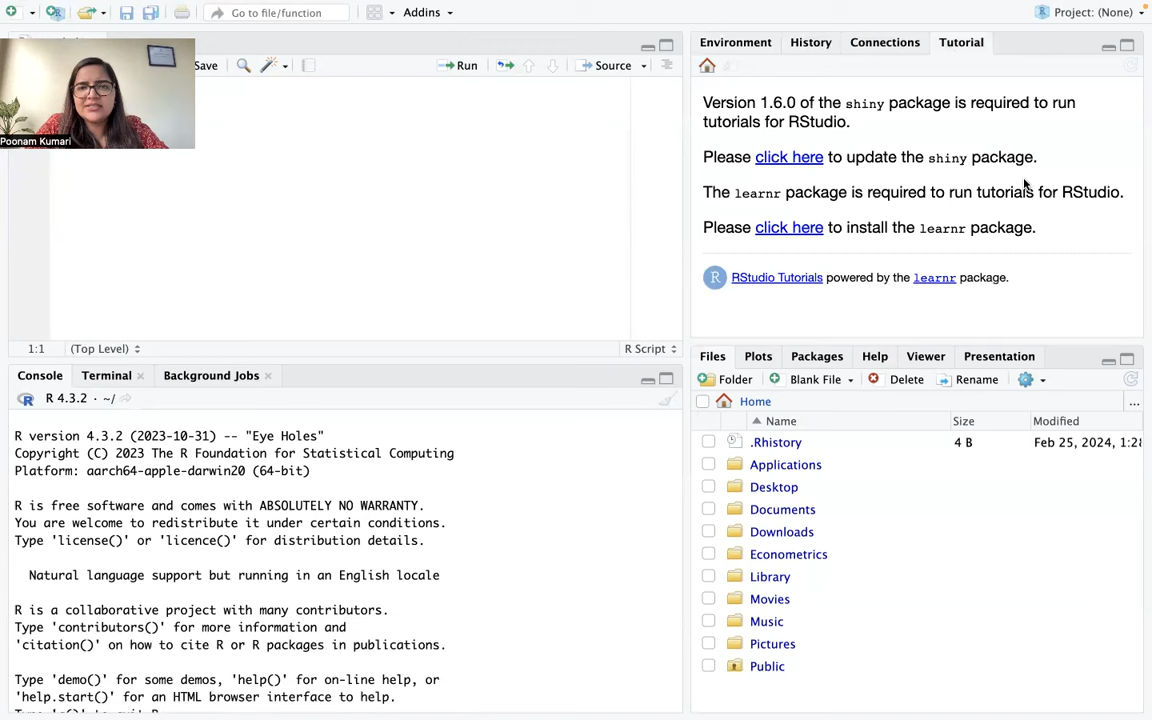 Go to file/function
Addins
Project: (None)
Poonam Kumari
Save
Run
Source
1:1
(Top Level)
R Script
Console
Terminal
Background Jobs
R 4.3.2 · ~/
R version 4.3.2 (2023-10-31) -- "Eye Holes"
Copyright (C) 2023 The R Foundation for Statistical Computing
Platform: aarch64-apple-darwin20 (64-bit)
R is free software and comes with ABSOLUTELY NO WARRANTY.
You are welcome to redistribute it under certain conditions.
Type 'license()' or 'licence()' for distribution details.
Natural language support but running in an English locale
R is a collaborative project with many contributors.
Type 'contributors()' for more information and
'citation()' on how to cite R or R packages in publications.
Type 'demo()' for some demos, 'help()' for on-line help, or
'help.start()' for an HTML browser interface to help.
Environment
History
Connections
Tutorial
Version 1.6.0 of the shiny package is required to run
tutorials for RStudio.
Please click here to update the shiny package.
The learnr package is required to run tutorials for RStudio.
Please click here to install the learnr package.
R RStudio Tutorials powered by the learnr package.
Files
Plots
Packages
Help
Viewer
Presentation
Folder
Blank File
Delete
Rename
Home
...
Name
Size
Modified
.Rhistory 4 B Feb 25, 2024, 1:28
Applications
Desktop
Documents
Downloads
Econometrics
Library
Movies
Music
Pictures
Public